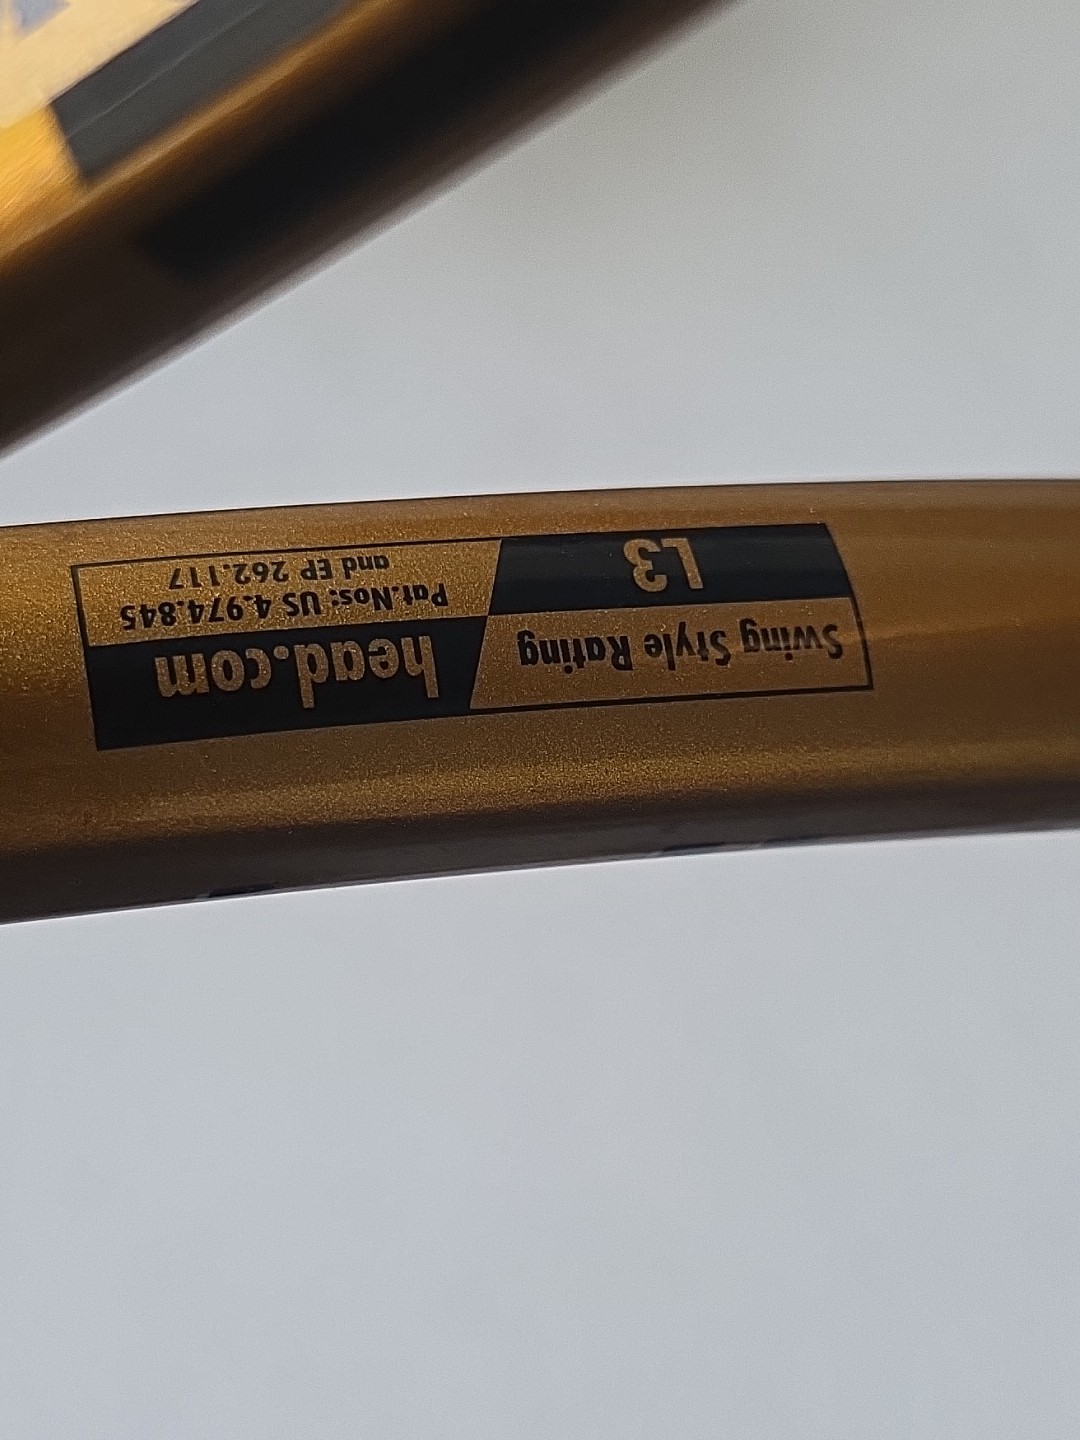 Swing Style Rating
L3
head.com
Pat.Nos: US 4.974.845
and EP 262.117